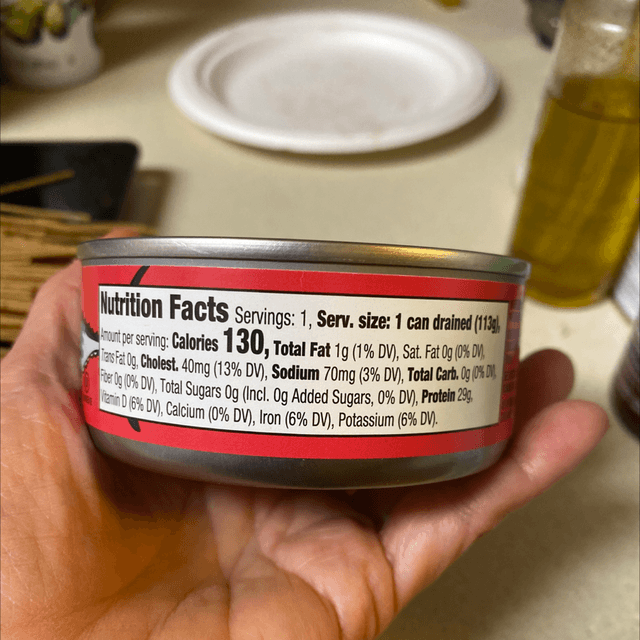 Nutrition Facts Servings: 1, Serv. size: 1 can drained (113g),
Amount per serving: Calories 130, Total Fat 1g (1% DV), Sat. Fat 0g (0% DV),
Trans Fat 0g, Cholest. 40mg (13% DV), Sodium 70mg (3% DV), Total Carb. 0g (0% DV),
Fiber 0g (0% DV), Total Sugars 0g (Incl. 0g Added Sugars, 0% DV), Protein 29g,
Vitamin D (6% DV), Calcium (0% DV), Iron (6% DV), Potassium (6% DV).